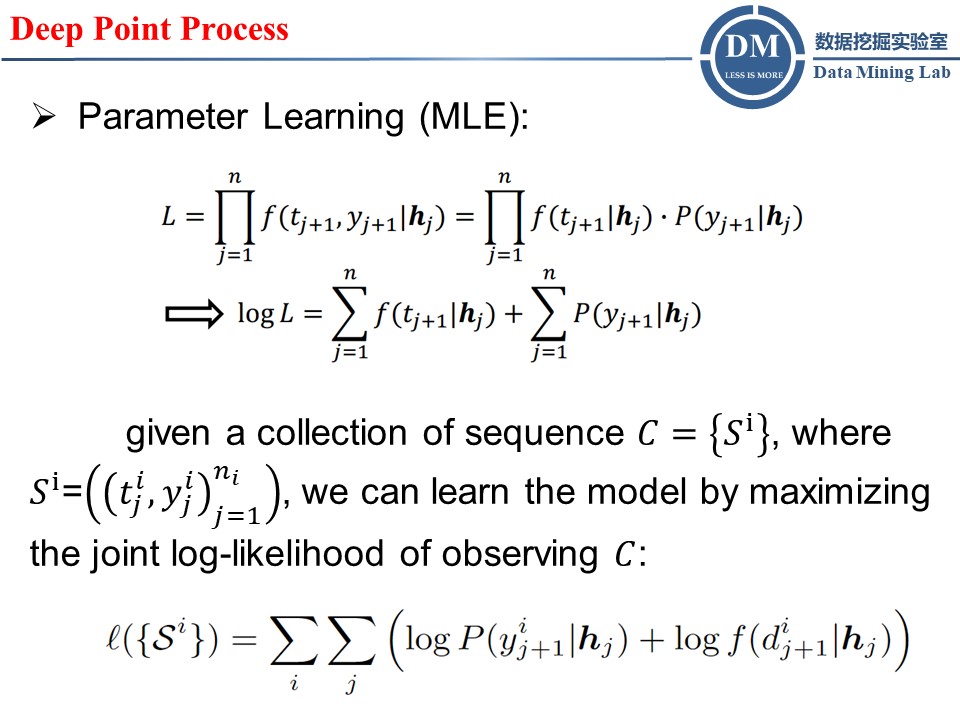 Deep Point Process
DM
LESS IS MORE
数据挖掘实验室
Data Mining Lab
➢ Parameter Learning (MLE):
$L = \prod_{j=1}^{n} f(t_{j+1}, y_{j+1}|\boldsymbol{h}_j) = \prod_{j=1}^{n} f(t_{j+1}|\boldsymbol{h}_j) \cdot P(y_{j+1}|\boldsymbol{h}_j)$
$\Longrightarrow \log L = \sum_{j=1}^{n} f(t_{j+1}|\boldsymbol{h}_j) + \sum_{j=1}^{n} P(y_{j+1}|\boldsymbol{h}_j)$
given a collection of sequence $C = \{S^{\mathrm{i}}\}$, where
$S^{\mathrm{i}}$=$\left(\left(t_j^i, y_j^i\right)_{j=1}^{n_i}\right)$, we can learn the model by maximizing
the joint log-likelihood of observing $C$:
$\ell(\{\mathcal{S}^i\}) = \sum_{i} \sum_{j} \left(\log P(y_{j+1}^i|\boldsymbol{h}_j) + \log f(d_{j+1}^i|\boldsymbol{h}_j)\right)$